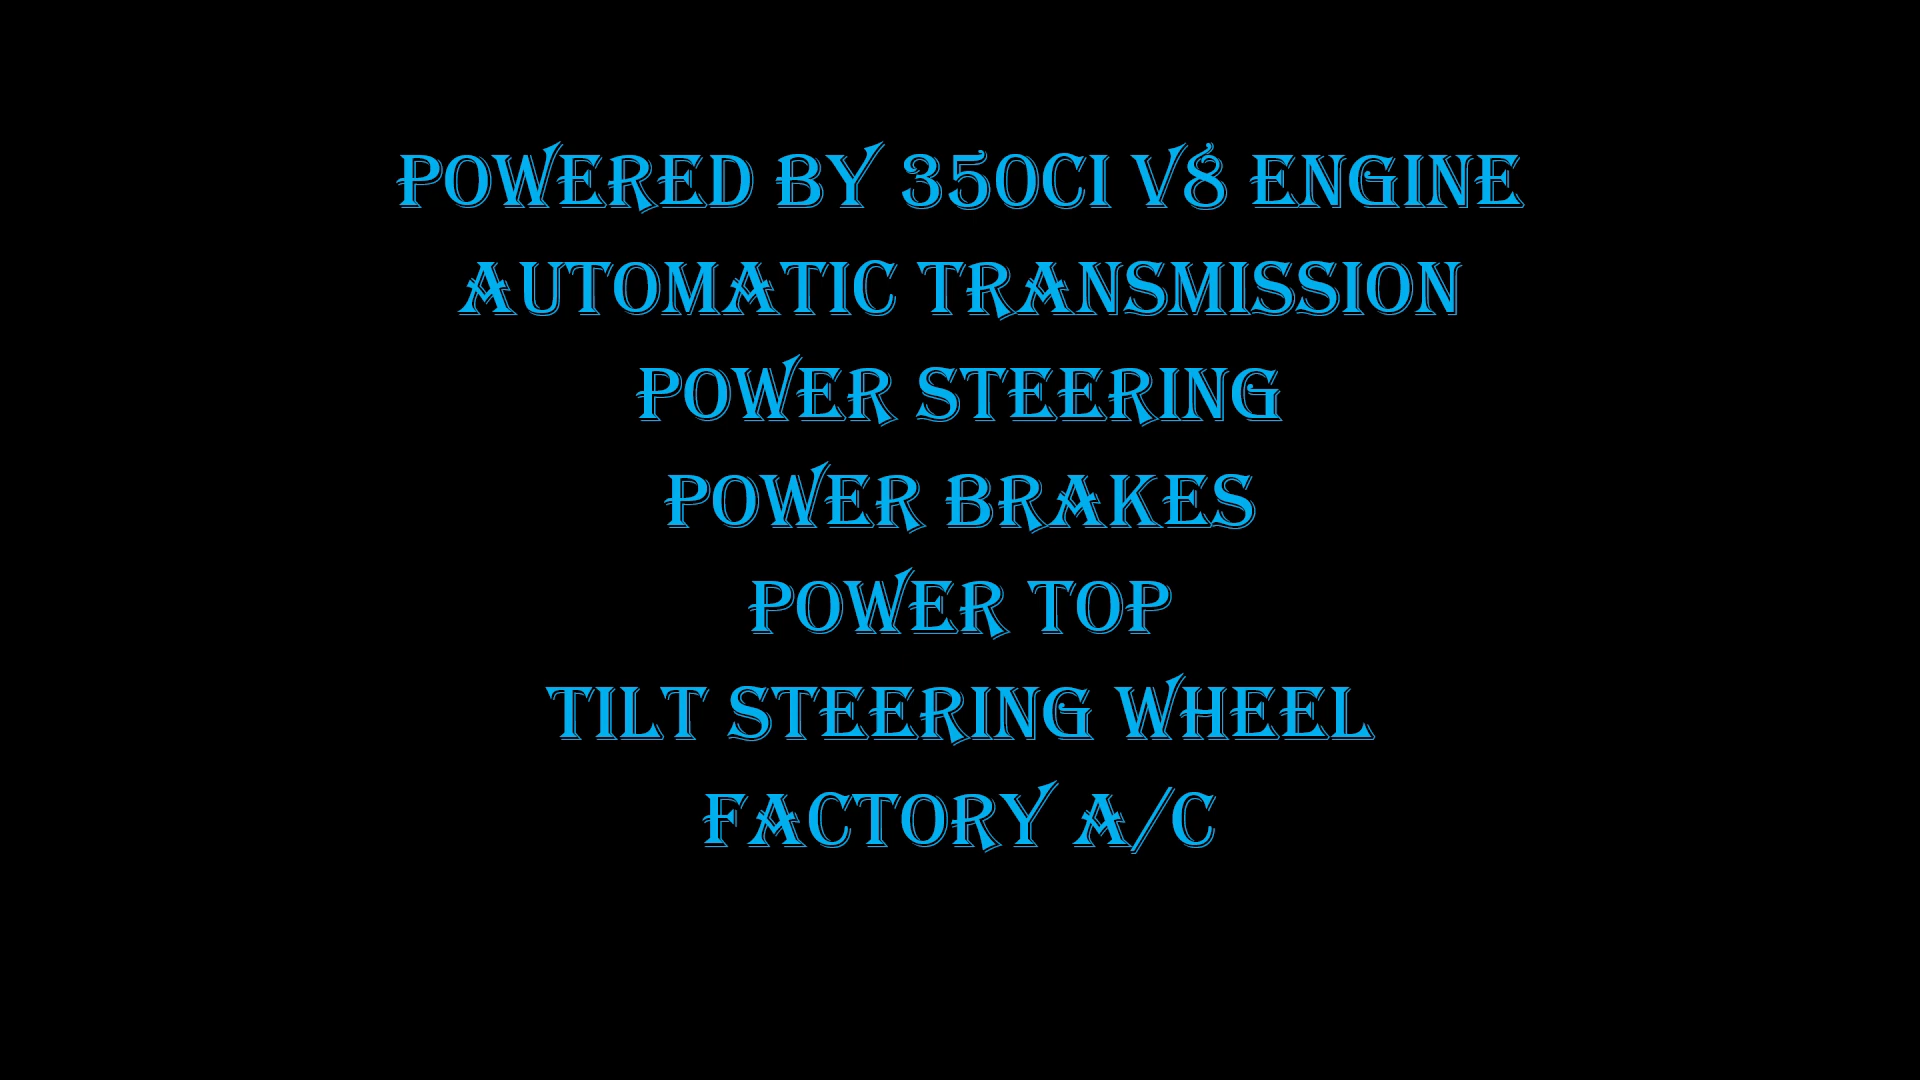 POWERED BY 350CI V8 ENGINE
AUTOMATIC TRANSMISSION
POWER STEERING
POWER BRAKES
POWER TOP
TILT STEERING WHEEL
FACTORY A/C